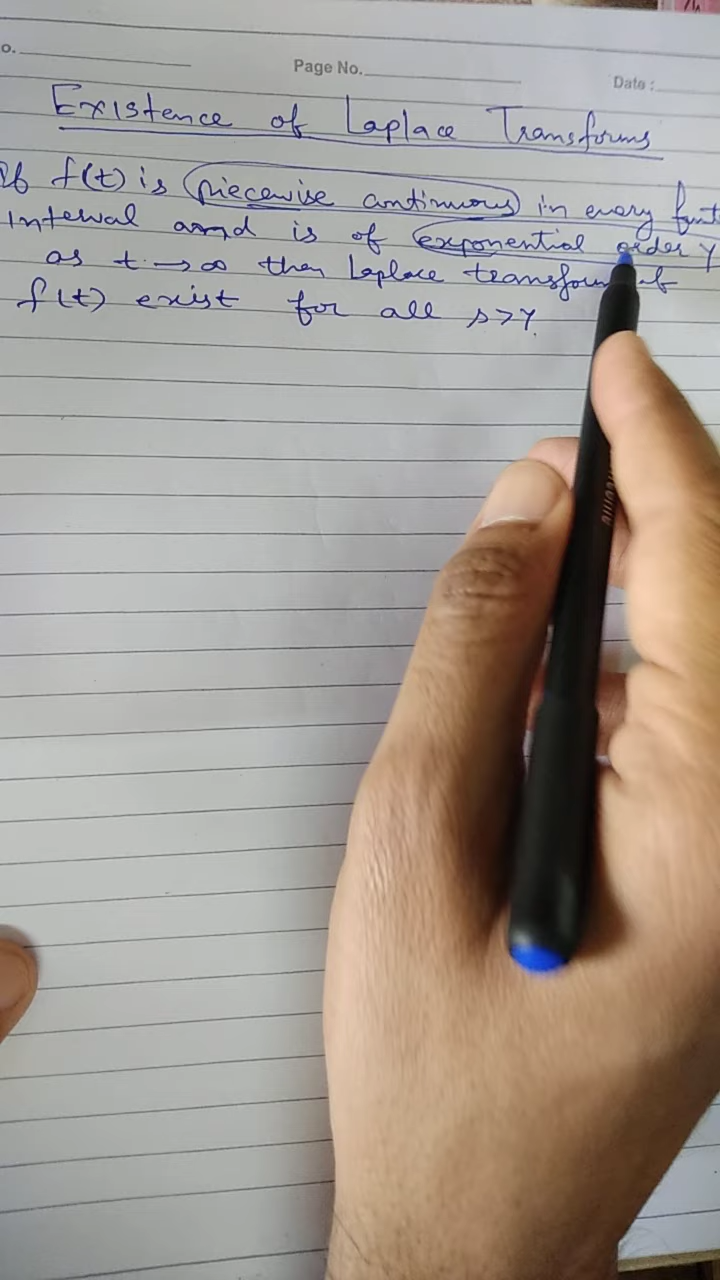 o.
Page No.
Date :
Existence of Laplace Transforms
If f(t) is piecewise continuous in every finit
Interval and is of exponential order γ
as t → ∞ then Laplace transform of
f(t) exist for all s>γ.